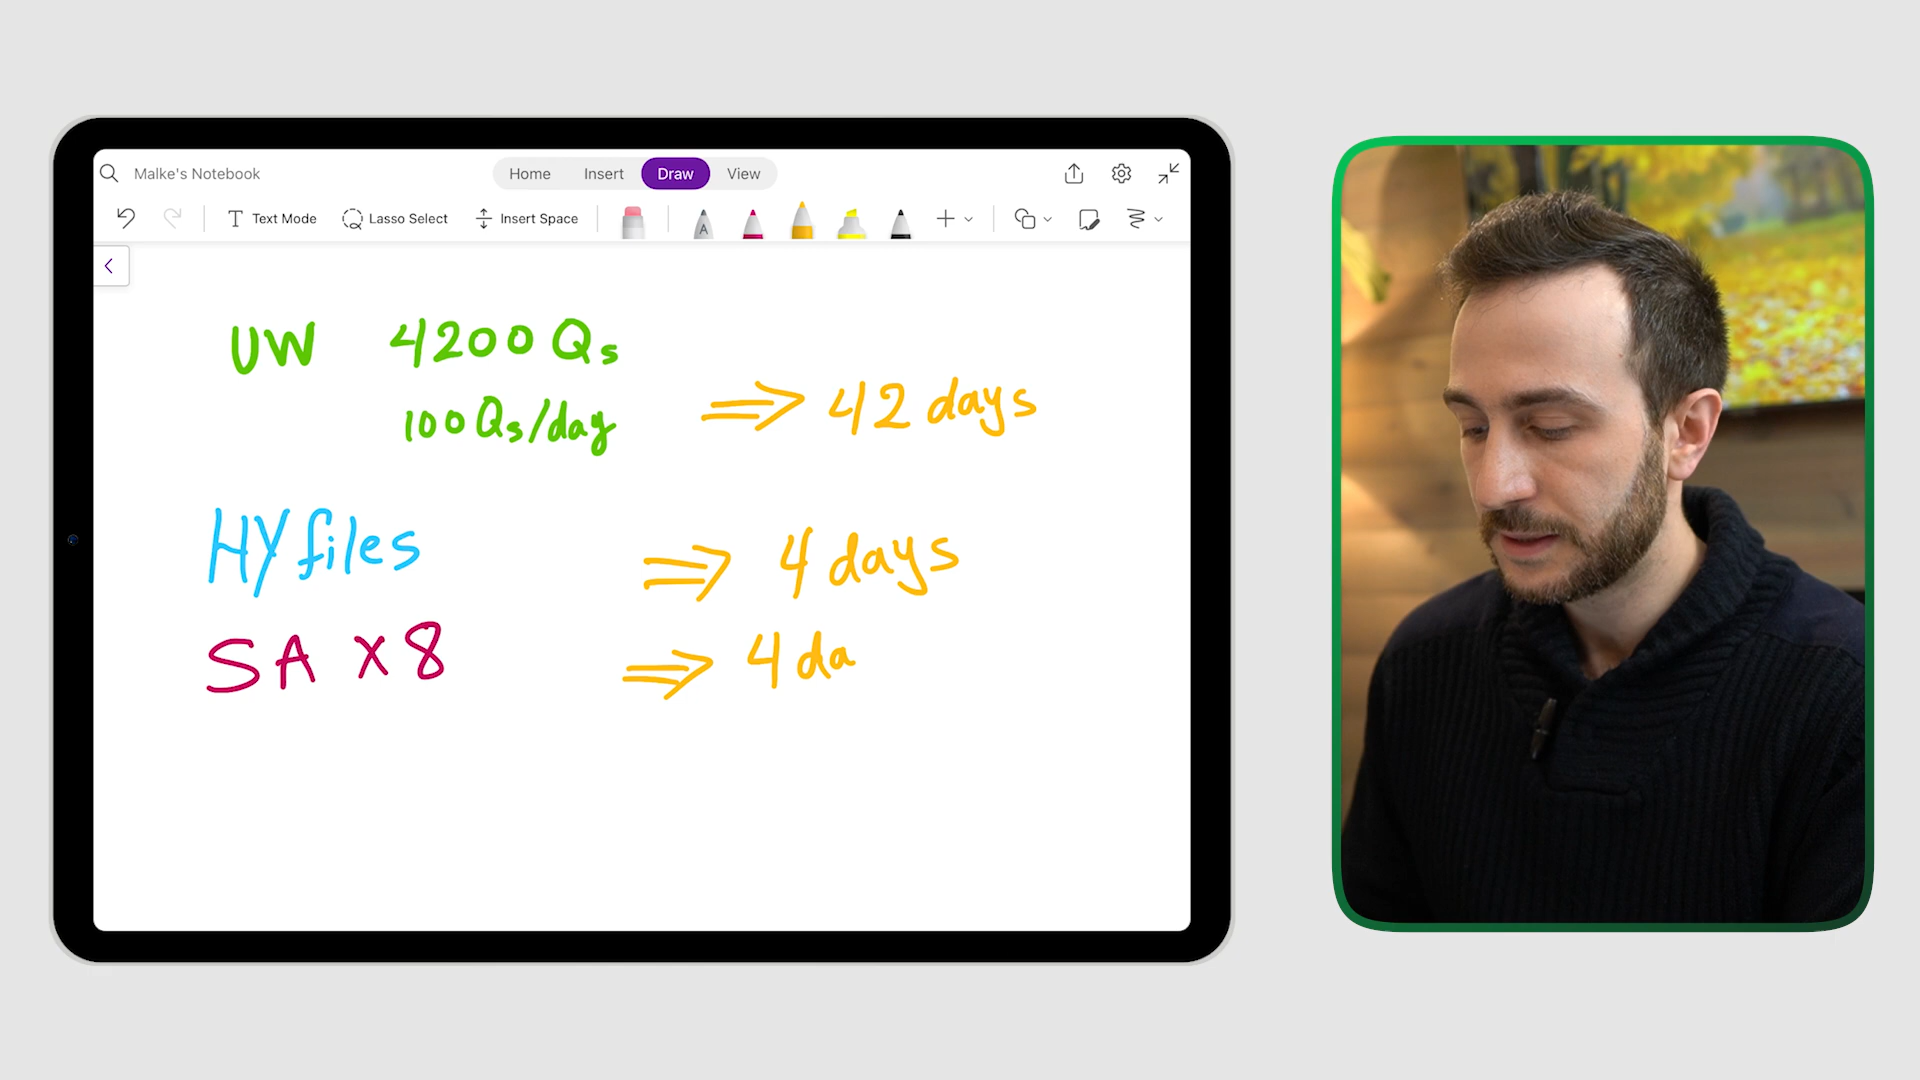 Malke's Notebook
Home Insert Draw View
Text Mode Lasso Select Insert Space
A
UW 4200 Qs
100 Qs/day ⇒ 42 days
HY files ⇒ 4 days
SA x 8 ⇒ 4 da